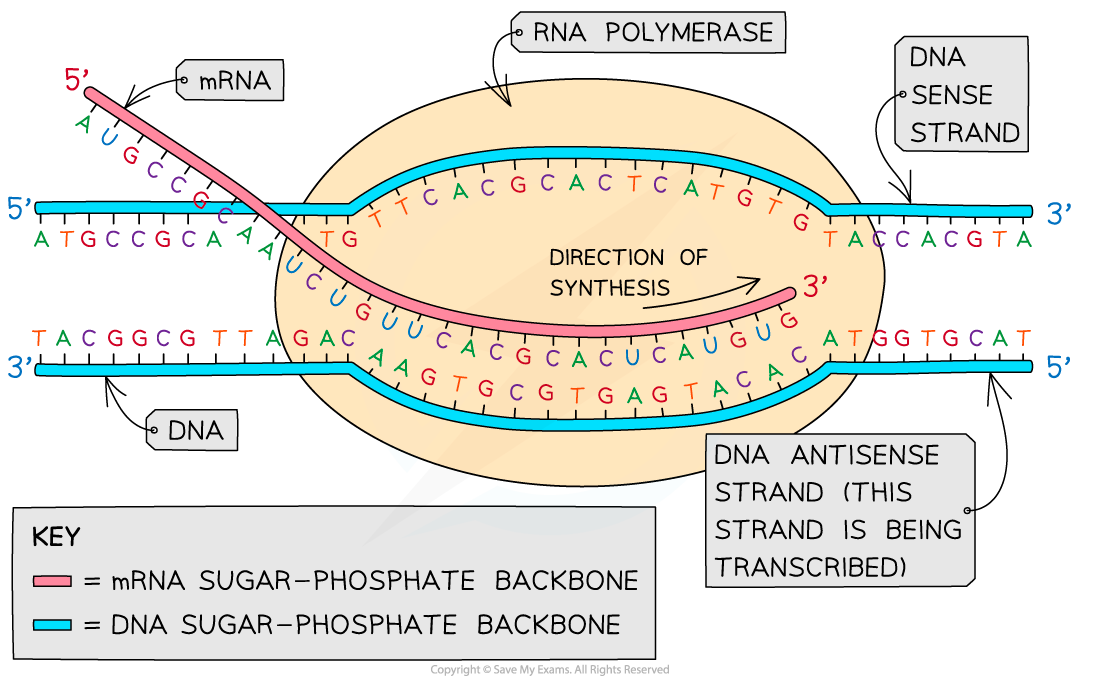 RNA POLYMERASE
5’
mRNA
DNA
SENSE
STRAND
A U G C C G C A A U C U G U U C A C G C A C U C A U G U G
5’
3’
T T C A C G C A C T C A T G T G
A T G C C G C A T G T A C C A C G T A
DIRECTION OF
SYNTHESIS
3’
T A C G G C G T T A G A C A T G G T G C A T
3’
5’
A A G T G C G T G A G T A C A C
DNA
DNA ANTISENSE
STRAND (THIS
STRAND IS BEING
TRANSCRIBED)
KEY
= mRNA SUGAR–PHOSPHATE BACKBONE
= DNA SUGAR–PHOSPHATE BACKBONE
Copyright © Save My Exams. All Rights Reserved